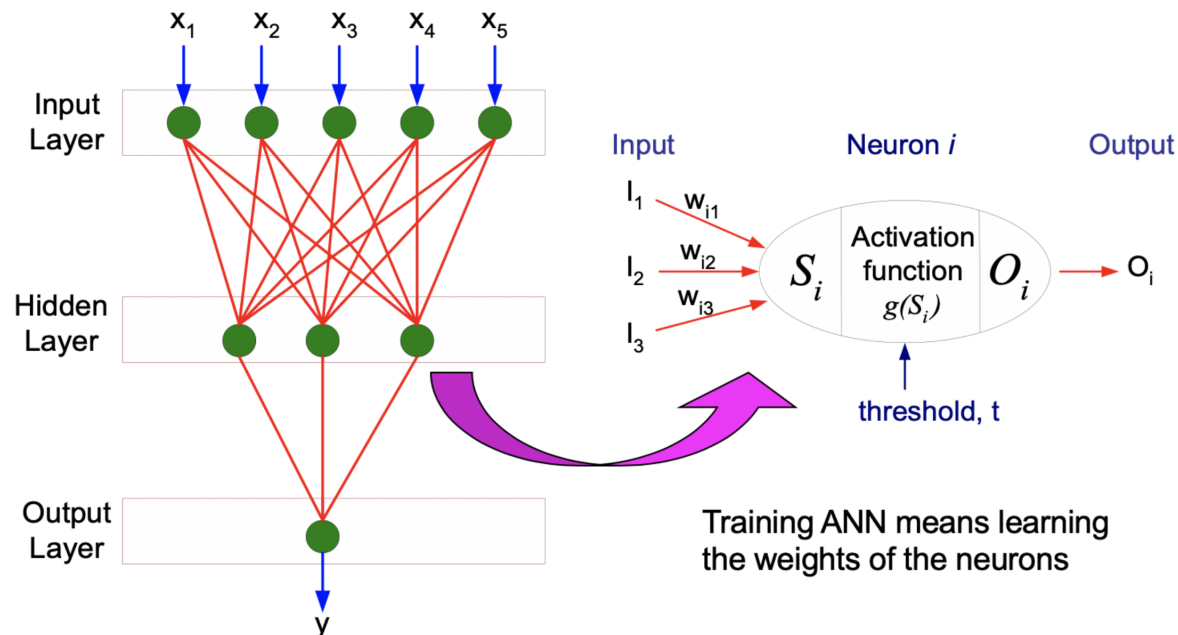 x1 x2 x3 x4 x5
Input
Layer
Hidden
Layer
Output
Layer
y
Input
Neuron i
Output
I1
wi1
I2
wi2
wi3
I3
Si
Activation
function
g(Si)
Oi
Oi
threshold, t
Training ANN means learning
the weights of the neurons